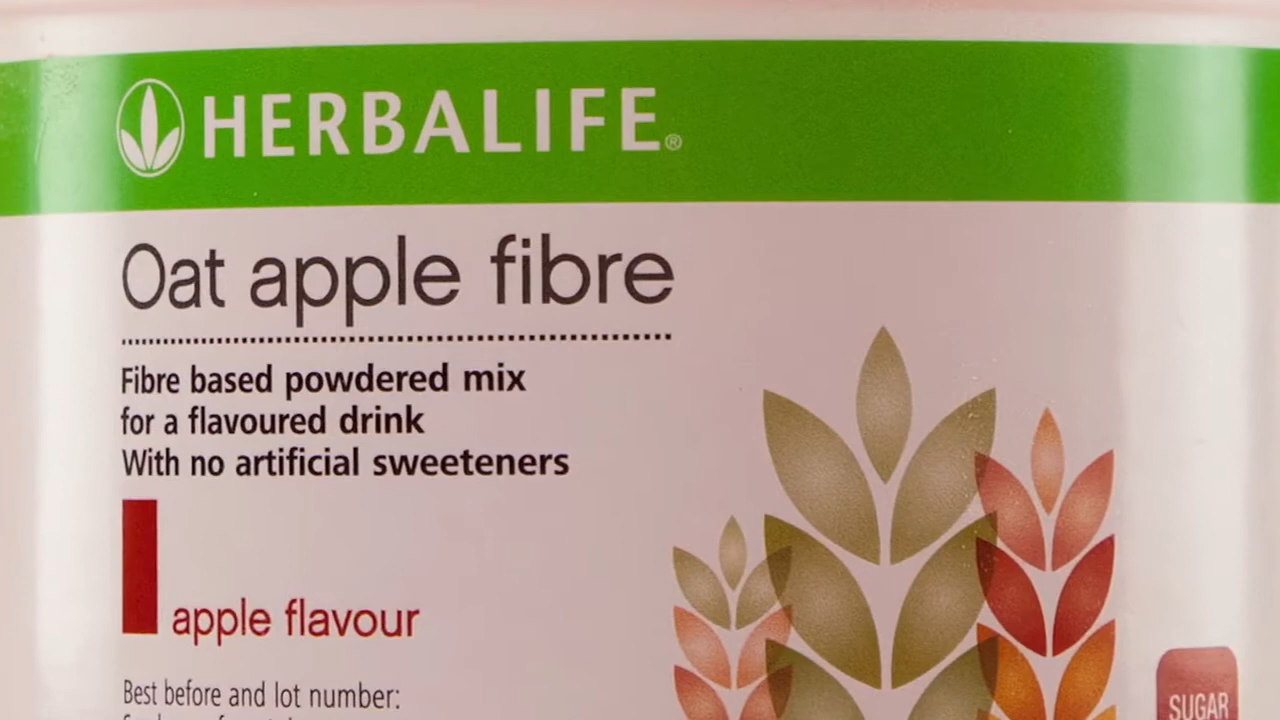 HERBALIFE®
Oat apple fibre
Fibre based powdered mix
for a flavoured drink
With no artificial sweeteners
apple flavour
Best before and lot number:
SUGAR